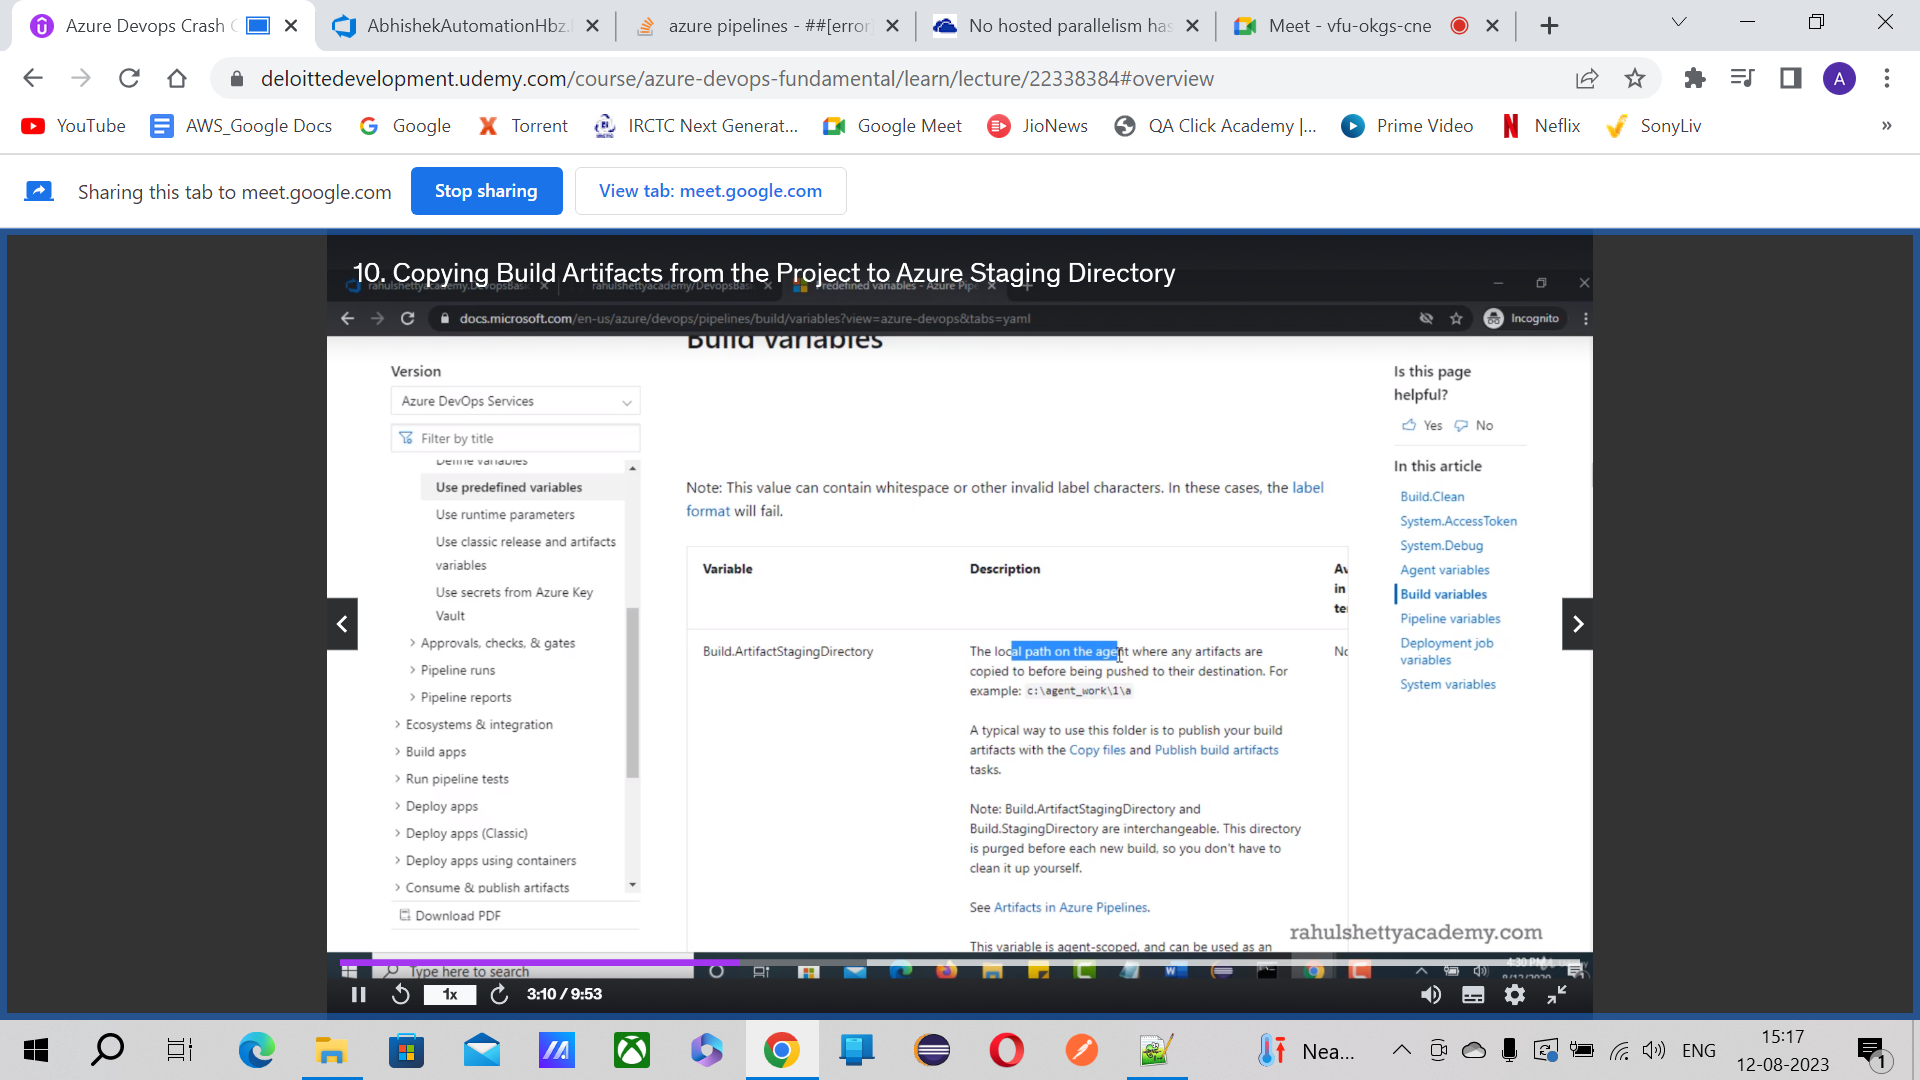 Azure Devops Crash C
AbhishekAutomationHbz.
azure pipelines - ##[error
No hosted parallelism has
Meet - vfu-okgs-cne
deloittedevelopment.udemy.com/course/azure-devops-fundamental/learn/lecture/22338384#overview
A
YouTube
AWS_Google Docs
Google
Torrent
IRCTC Next Generat...
Google Meet
JioNews
QA Click Academy |...
Prime Video
Neflix
SonyLiv
»
Sharing this tab to meet.google.com
Stop sharing
View tab: meet.google.com
10. Copying Build Artifacts from the Project to Azure Staging Directory
rahulshettyacademy.DevopsBasi
rahulshettyacademy/DevopsBasi
Predefined variables - Azure Pipe
docs.microsoft.com/en-us/azure/devops/pipelines/build/variables?view=azure-devops&tabs=yaml
Incognito
Build variables
Version
Azure DevOps Services
Filter by title
Define variables
Use predefined variables
Use runtime parameters
Use classic release and artifacts
variables
Use secrets from Azure Key
Vault
Approvals, checks, & gates
Pipeline runs
Pipeline reports
Ecosystems & integration
Build apps
Run pipeline tests
Deploy apps
Deploy apps (Classic)
Deploy apps using containers
Consume & publish artifacts
Download PDF
Note: This value can contain whitespace or other invalid label characters. In these cases, the label
format will fail.
Variable
Description
Av
in
te
Build.ArtifactStagingDirectory
The local path on the agent where any artifacts are
copied to before being pushed to their destination. For
example: c:\agent_work\1\a
No
A typical way to use this folder is to publish your build
artifacts with the Copy files and Publish build artifacts
tasks.
Note: Build.ArtifactStagingDirectory and
Build.StagingDirectory are interchangeable. This directory
is purged before each new build, so you don't have to
clean it up yourself.
See Artifacts in Azure Pipelines.
This variable is agent-scoped, and can be used as an
Is this page
helpful?
Yes
No
In this article
Build.Clean
System.AccessToken
System.Debug
Agent variables
Build variables
Pipeline variables
Deployment job
variables
System variables
rahulshettyacademy.com
Type here to search
4:30 PM
1x
3:10 / 9:53
Nea...
ENG
15:17
12-08-2023
1